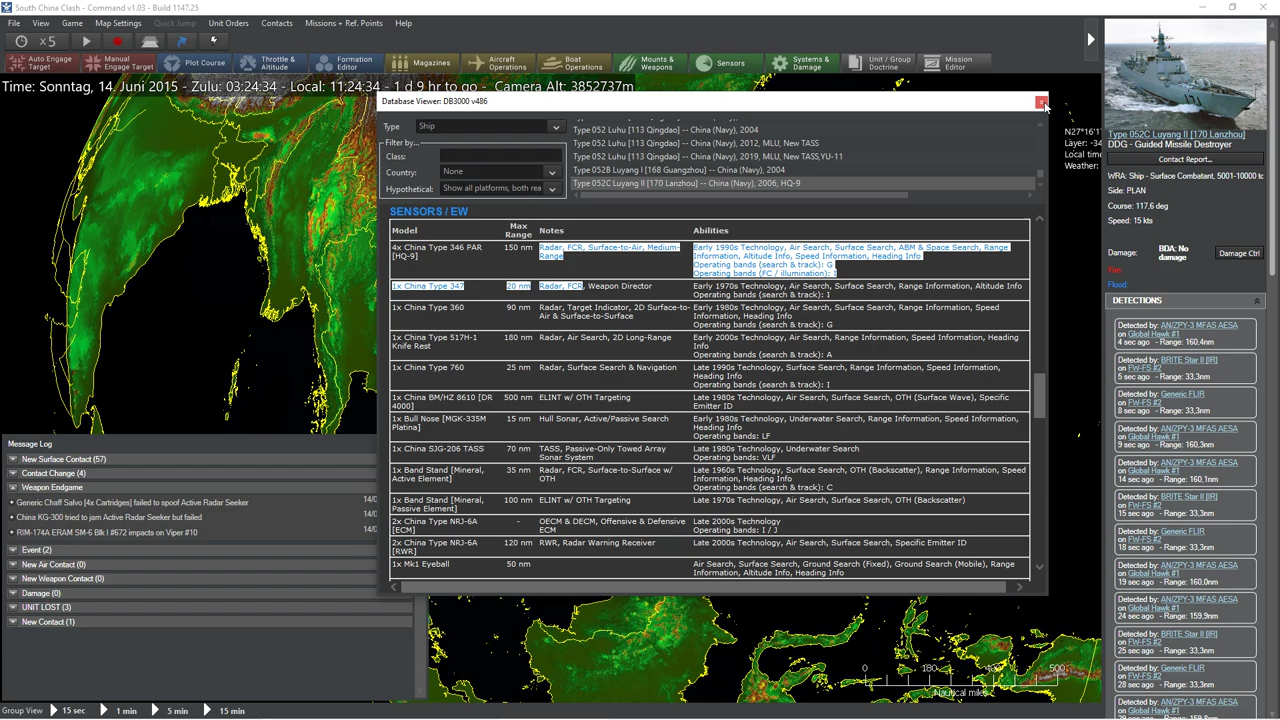 South China Clash - Command v1.03 - Build 1147.25
File View Game Map Settings Quick Jump Unit Orders Contacts Missions + Ref. Points Help
x5
Auto Engage Target
Manual Engage Target
Plot Course
Throttle & Altitude
Formation Editor
Magazines
Aircraft Operations
Boat Operations
Mounts & Weapons
Sensors
Systems & Damage
Unit / Group Doctrine
Mission Editor
Time: Sonntag, 14. Juni 2015 - Zulu: 03:24:34 - Local: 11:24:34 - 1 d 9 hr to go - Camera Alt: 3852737m
Database Viewer: DB3000 v486
Type Ship
Filter by...
Class:
Country: None
Hypothetical: Show all platforms, both rea
Type 052 Luhu [113 Qingdao] -- China (Navy), 2004
Type 052 Luhu [113 Qingdao] -- China (Navy), 2012, MLU, New TASS
Type 052 Luhu [113 Qingdao] -- China (Navy), 2019, MLU, New TASS,YU-11
Type 052B Luyang I [168 Guangzhou] -- China (Navy), 2004
Type 052C Luyang II [170 Lanzhou] -- China (Navy), 2006, HQ-9
SENSORS / EW
Model Max Range Notes Abilities
4x China Type 346 PAR [HQ-9] 150 nm Radar, FCR, Surface-to-Air, Medium-Range Early 1990s Technology, Air Search, Surface Search, ABM & Space Search, Range Information, Altitude Info, Speed Information, Heading Info
Operating bands (search & track): G
Operating bands (FC / illumination): I
1x China Type 347 20 nm Radar, FCR, Weapon Director Early 1970s Technology, Air Search, Surface Search, Range Information, Altitude Info
Operating bands (search & track): I
1x China Type 360 90 nm Radar, Target Indicator, 2D Surface-to-Air & Surface-to-Surface Early 1980s Technology, Air Search, Surface Search, Range Information, Speed Information, Heading Info
Operating bands (search & track): G
1x China Type 517H-1 Knife Rest 180 nm Radar, Air Search, 2D Long-Range Early 2000s Technology, Air Search, Range Information, Speed Information, Heading Info
Operating bands (search & track): A
1x China Type 760 25 nm Radar, Surface Search & Navigation Late 1990s Technology, Surface Search, Range Information, Speed Information, Heading Info
Operating bands (search & track): I
1x China BM/HZ 8610 [DR 4000] 500 nm ELINT w/ OTH Targeting Late 1980s Technology, Air Search, Surface Search, OTH (Surface Wave), Specific Emitter ID
1x Bull Nose [MGK-335M Platina] 15 nm Hull Sonar, Active/Passive Search Early 1980s Technology, Underwater Search, Range Information, Speed Information, Heading Info
Operating bands: LF
1x China SJG-206 TASS 70 nm TASS, Passive-Only Towed Array Sonar System Late 1980s Technology, Underwater Search
Operating bands: VLF
1x Band Stand [Mineral, Active Element] 35 nm Radar, FCR, Surface-to-Surface w/ OTH Late 1960s Technology, Surface Search, OTH (Backscatter), Range Information, Speed Information, Heading Info
Operating bands (search & track): C
1x Band Stand [Mineral, Passive Element] 100 nm ELINT w/ OTH Targeting Late 1970s Technology, Air Search, Surface Search, OTH (Backscatter)
2x China Type NRJ-6A [ECM] - OECM & DECM, Offensive & Defensive ECM Late 2000s Technology
Operating bands: I / J
2x China Type NRJ-6A [RWR] 120 nm RWR, Radar Warning Receiver Late 2000s Technology, Air Search, Surface Search, Specific Emitter ID
1x Mk1 Eyeball 50 nm Air Search, Surface Search, Ground Search (Fixed), Ground Search (Mobile), Range Information, Altitude Info, Heading Info
N27°16'1
Layer: -34
Local time
Weather:
171
Type 052C Luyang II [170 Lanzhou]
DDG - Guided Missile Destroyer
Contact Report...
WRA: Ship - Surface Combatant, 5001-10000 to
Side: PLAN
Course: 117,6 deg
Speed: 15 kts
Damage: BDA: No damage Damage Ctrl
Fire:
Flood:
DETECTIONS
Detected by: AN/ZPY-3 MFAS AESA
on Global Hawk #1
4 sec ago - Range: 160,4nm
Detected by: BRITE Star II [IR]
on FW-FS #2
5 sec ago - Range: 33,3nm
Detected by: Generic FLIR
on FW-FS #2
8 sec ago - Range: 33,3nm
Detected by: AN/ZPY-3 MFAS AESA
on Global Hawk #1
9 sec ago - Range: 160,3nm
Detected by: AN/ZPY-3 MFAS AESA
on Global Hawk #1
14 sec ago - Range: 160,1nm
Detected by: BRITE Star II [IR]
on FW-FS #2
15 sec ago - Range: 33,3nm
Detected by: Generic FLIR
on FW-FS #2
18 sec ago - Range: 33,3nm
Detected by: AN/ZPY-3 MFAS AESA
on Global Hawk #1
19 sec ago - Range: 160,0nm
Detected by: AN/ZPY-3 MFAS AESA
on Global Hawk #1
24 sec ago - Range: 159,9nm
Detected by: BRITE Star II [IR]
on FW-FS #2
25 sec ago - Range: 33,3nm
Detected by: Generic FLIR
on FW-FS #2
28 sec ago - Range: 33,3nm
Detected by: AN/ZPY-3 MFAS AESA
on Global Hawk #1
Message Log
New Surface Contact (57)
Contact Change (4)
Weapon Endgame
Generic Chaff Salvo [4x Cartridges] failed to spoof Active Radar Seeker 14/0
China KG-300 tried to jam Active Radar Seeker but failed 14/0
RIM-174A ERAM SM-6 Blk I #672 impacts on Viper #10 14/0
Event (2)
New Air Contact (0)
New Weapon Contact (0)
Damage (0)
UNIT LOST (3)
New Contact (1)
0 180 500
Nautical miles
Group View 15 sec 1 min 5 min 15 min